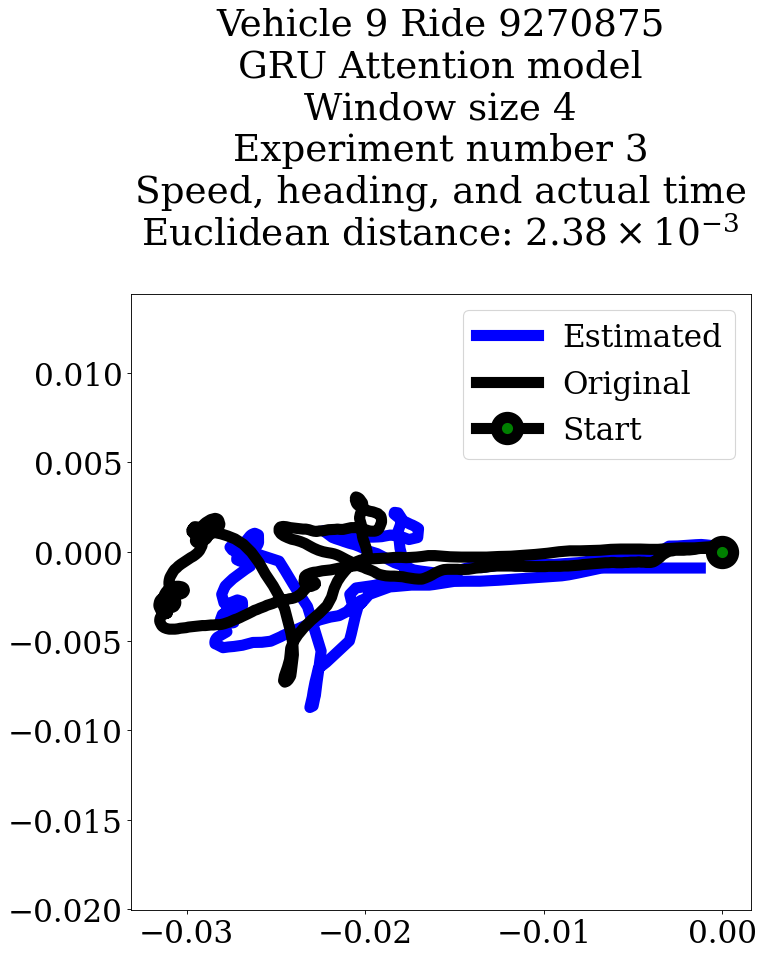 Vehicle 9 Ride 9270875
GRU Attention model
Window size 4
Experiment number 3
Speed, heading, and actual time
Euclidean distance: 2.38 × 10⁻³
Estimated
Original
Start
0.010
0.005
0.000
−0.005
−0.010
−0.015
−0.020
−0.03 −0.02 −0.01 0.00